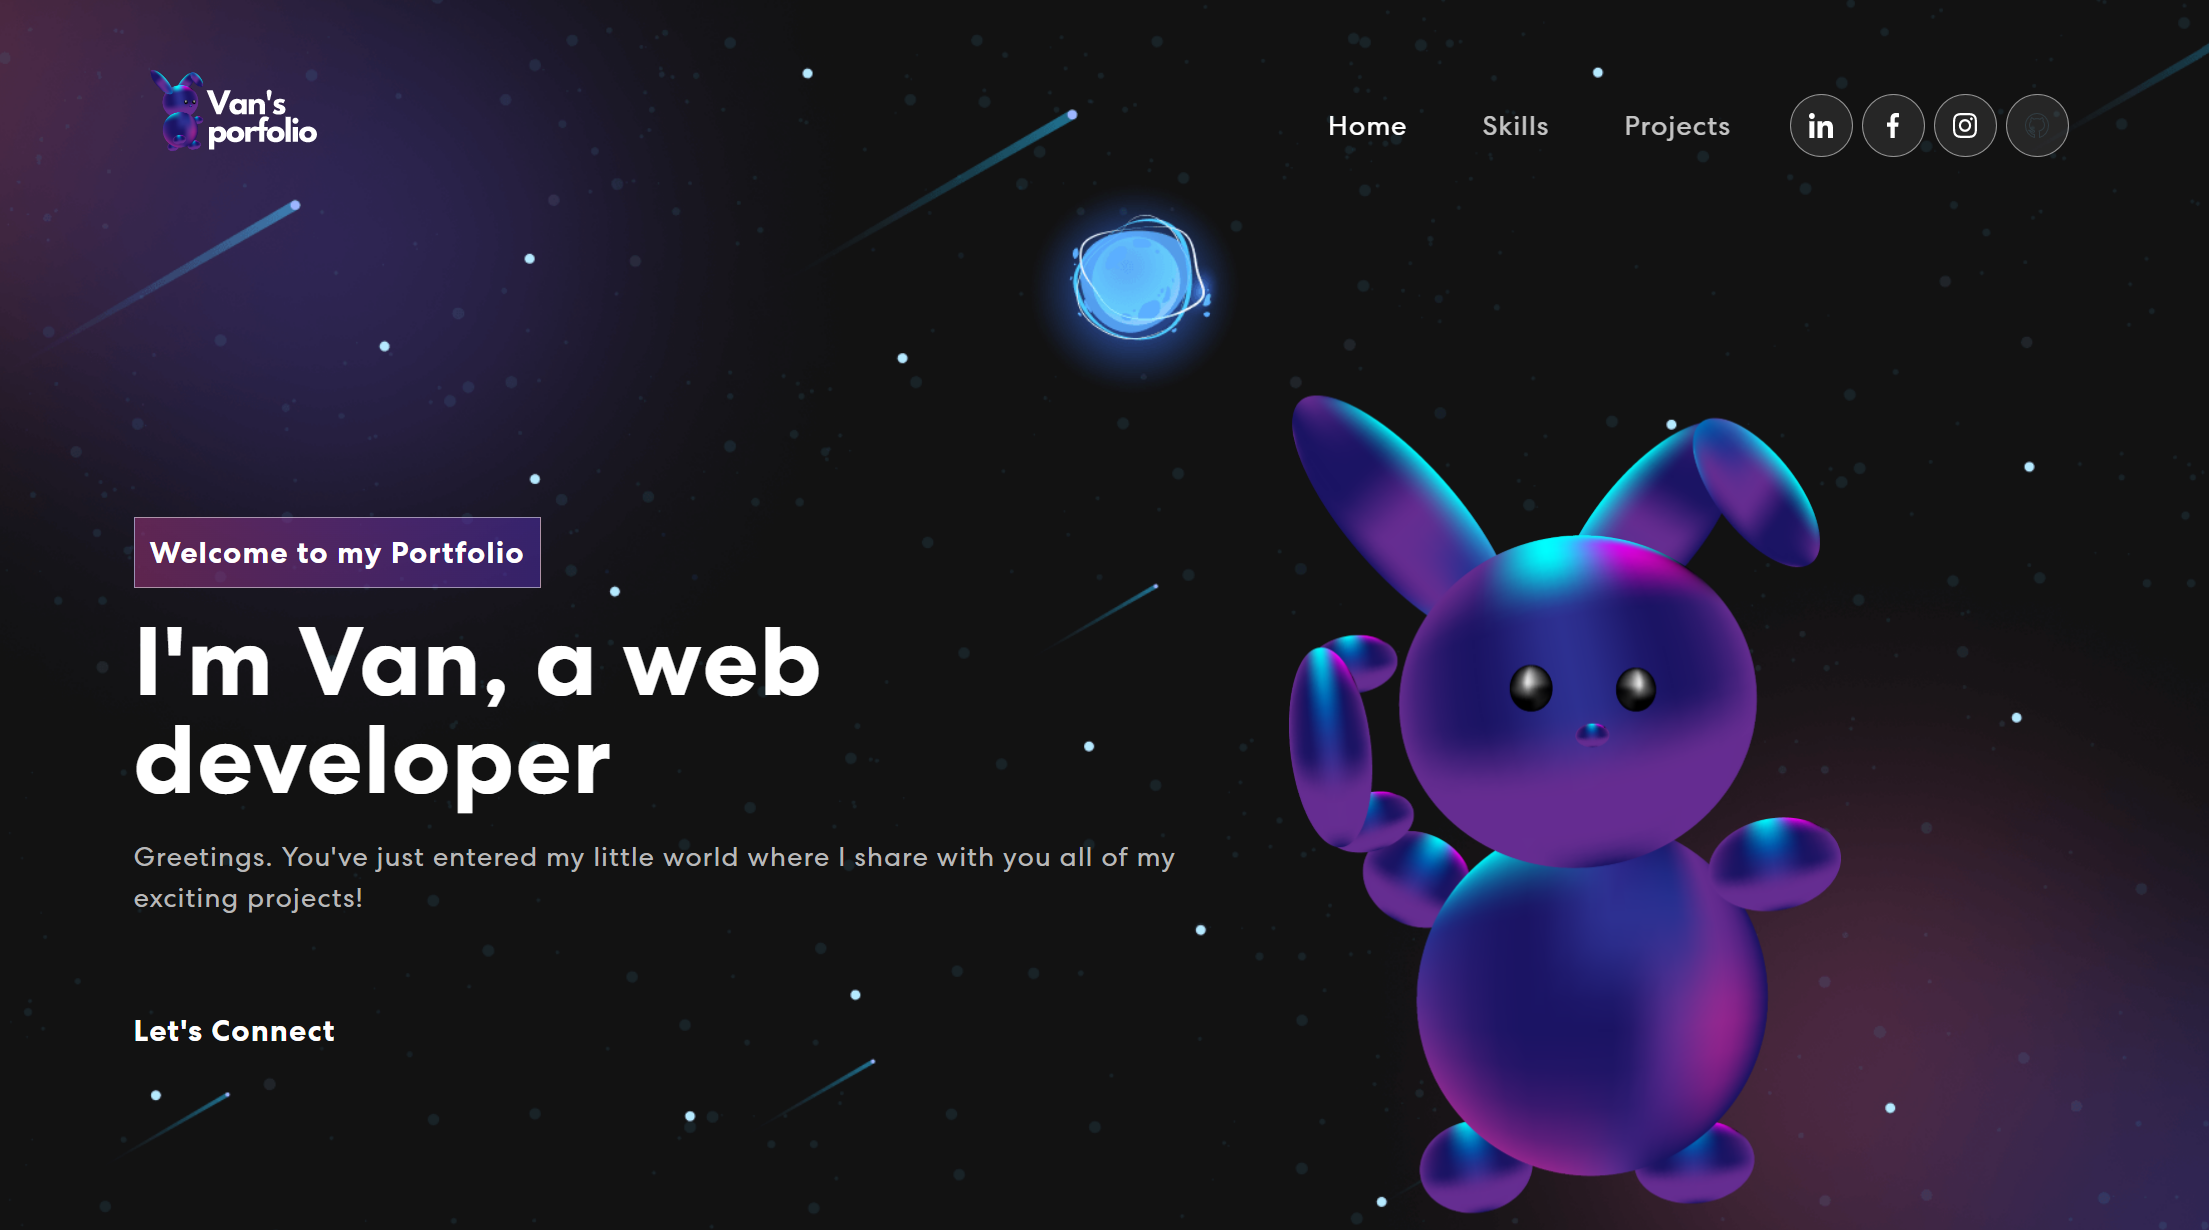 Van's
porfolio
Home
Skills
Projects
in
f
Welcome to my Portfolio
I'm Van, a web
developer
Greetings. You've just entered my little world where I share with you all of my
exciting projects!
Let's Connect